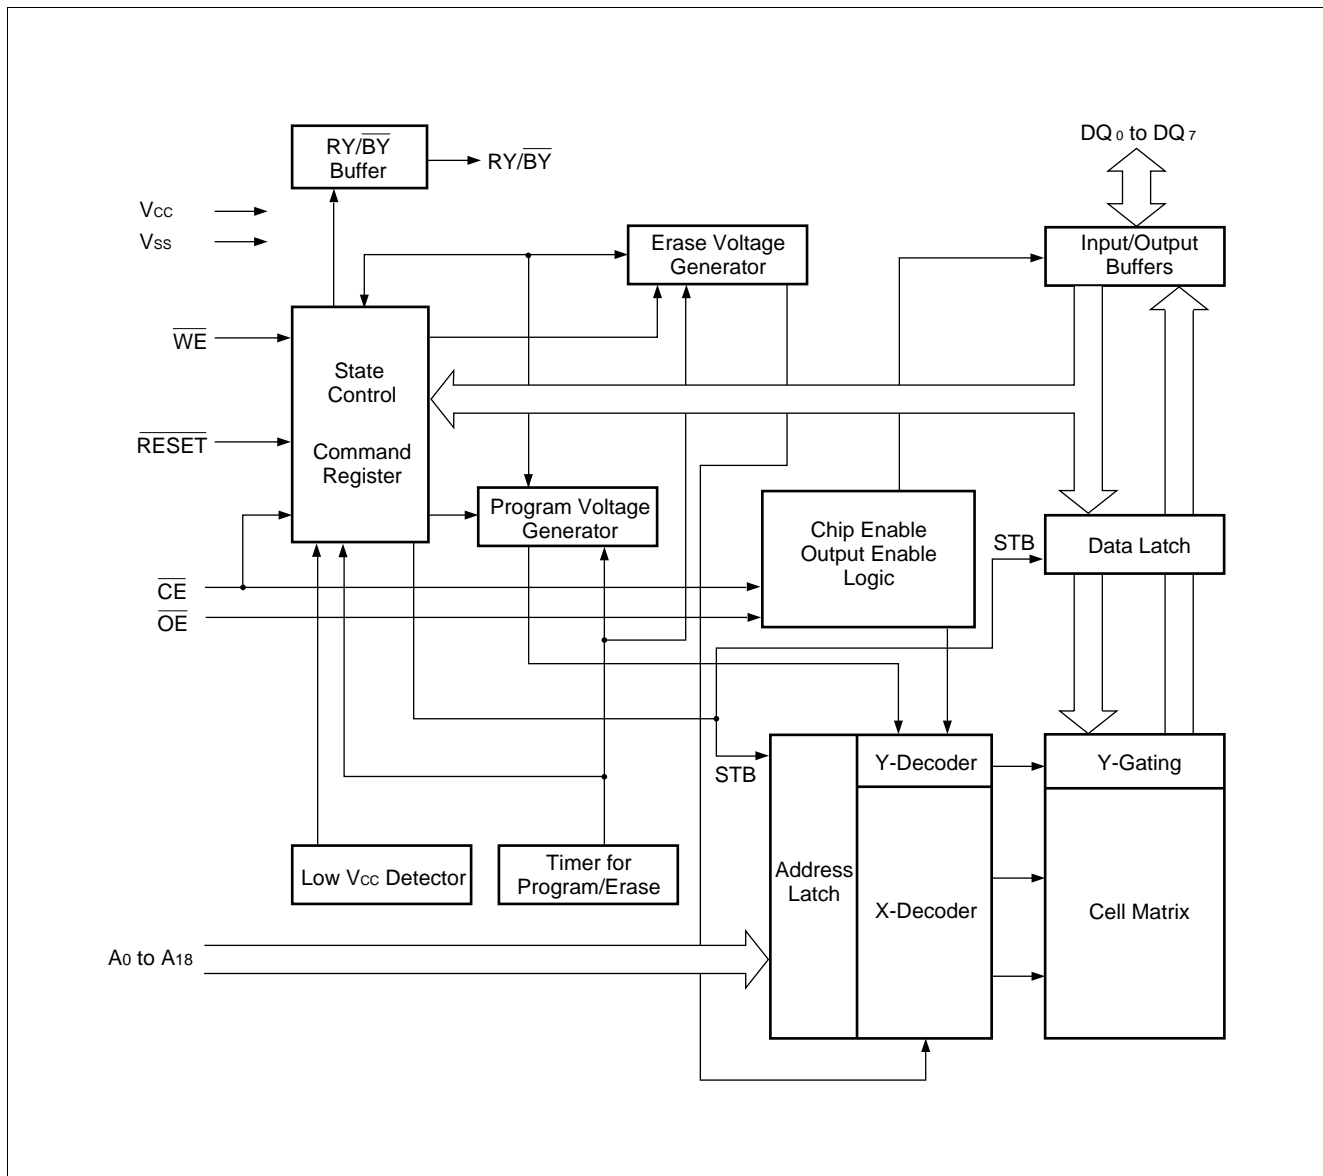 RY/BY
Buffer
RY/BY
DQ0 to DQ7
VCC
VSS
Erase Voltage
Generator
Input/Output
Buffers
WE
State
Control
RESET
Command
Register
Program Voltage
Generator
Chip Enable
Output Enable
Logic
STB
Data Latch
CE
OE
STB
Y-Decoder
Y-Gating
Low VCC Detector
Timer for
Program/Erase
Address
Latch
X-Decoder
Cell Matrix
A0 to A18